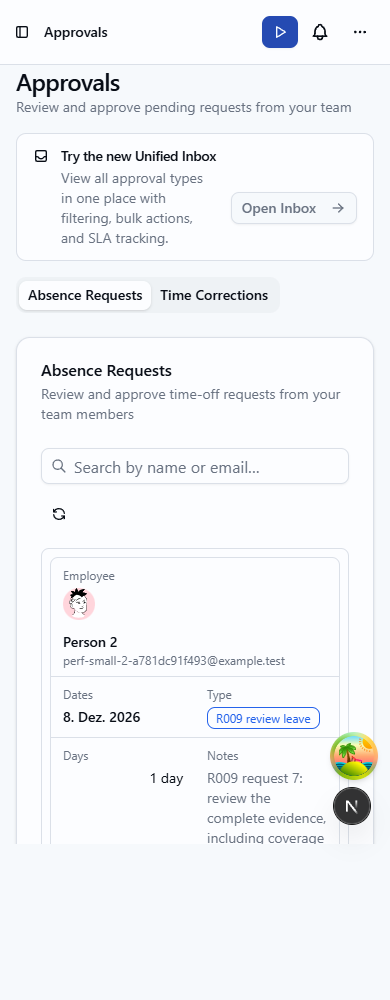 Approvals
Approvals
Review and approve pending requests from your team
Try the new Unified Inbox
View all approval types
in one place with
filtering, bulk actions,
and SLA tracking.
Open Inbox
Absence Requests
Time Corrections
Absence Requests
Review and approve time-off requests from your
team members
Search by name or email...
Employee
Person 2
perf-small-2-a781dc91f493@example.test
Dates
Type
8. Dez. 2026
R009 review leave
Days
Notes
1 day
R009 request 7:
review the
complete evidence,
including coverage
N